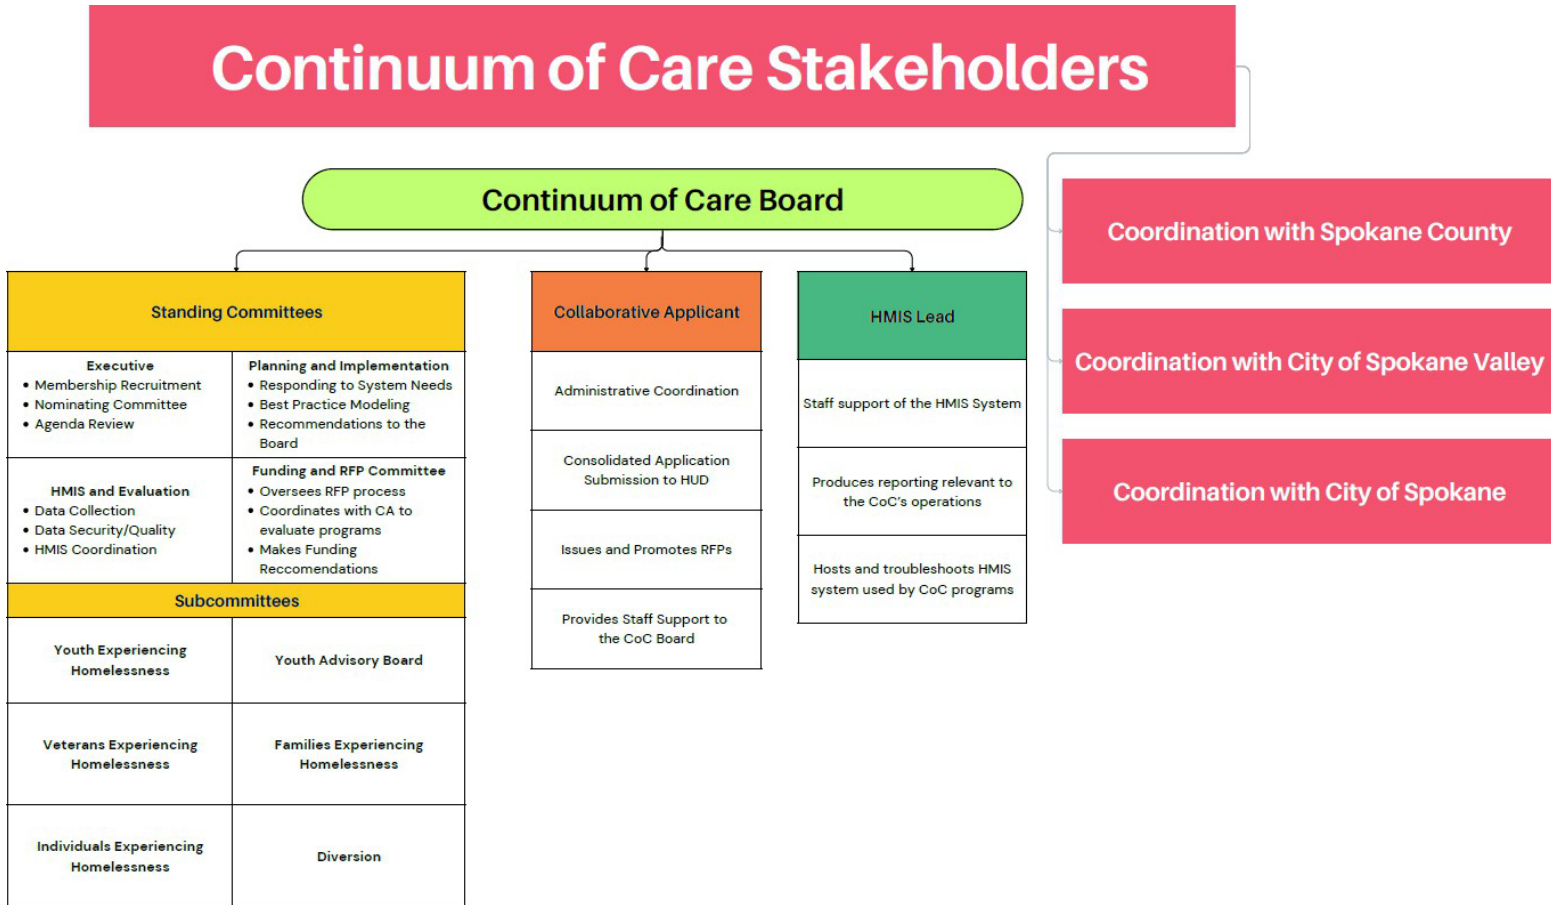 Continuum of Care Stakeholders
Continuum of Care Board
Coordination with Spokane County
Coordination with City of Spokane Valley
Coordination with City of Spokane
Standing Committees
Executive
• Membership Recruitment
• Nominating Committee
• Agenda Review
Planning and Implementation
• Responding to System Needs
• Best Practice Modeling
• Recommendations to the
Board
HMIS and Evaluation
• Data Collection
• Data Security/Quality
• HMIS Coordination
Funding and RFP Committee
• Oversees RFP process
• Coordinates with CA to
evaluate programs
• Makes Funding
Reccomendations
Subcommittees
Youth Experiencing
Homelessness
Youth Advisory Board
Veterans Experiencing
Homelessness
Families Experiencing
Homelessness
Individuals Experiencing
Homelessness
Diversion
Collaborative Applicant
Administrative Coordination
Consolidated Application
Submission to HUD
Issues and Promotes RFPs
Provides Staff Support to
the CoC Board
HMIS Lead
Staff support of the HMIS System
Produces reporting relevant to
the CoC's operations
Hosts and troubleshoots HMIS
system used by CoC programs